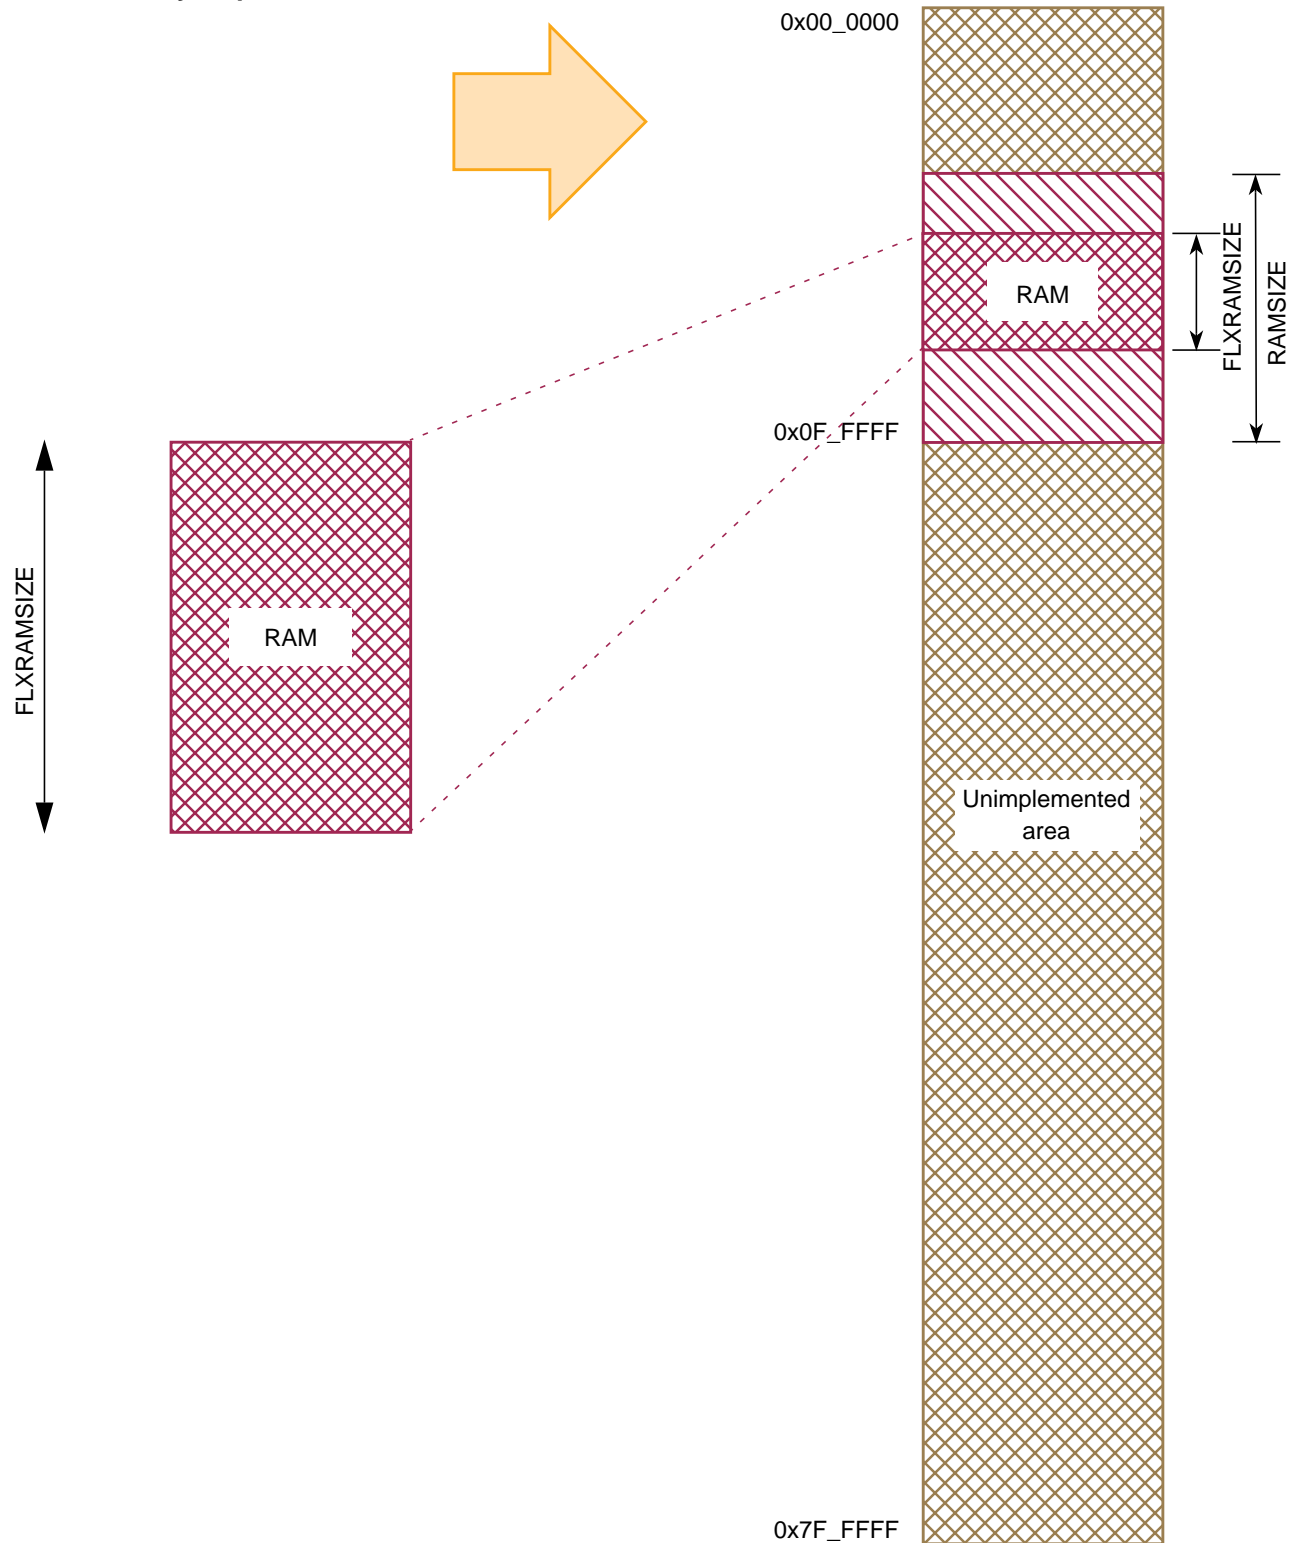 0x00_0000
FLXRAMSIZE
RAMSIZE
RAM
0x0F_FFFF
FLXRAMSIZE
RAM
Unimplemented
area
0x7F_FFFF